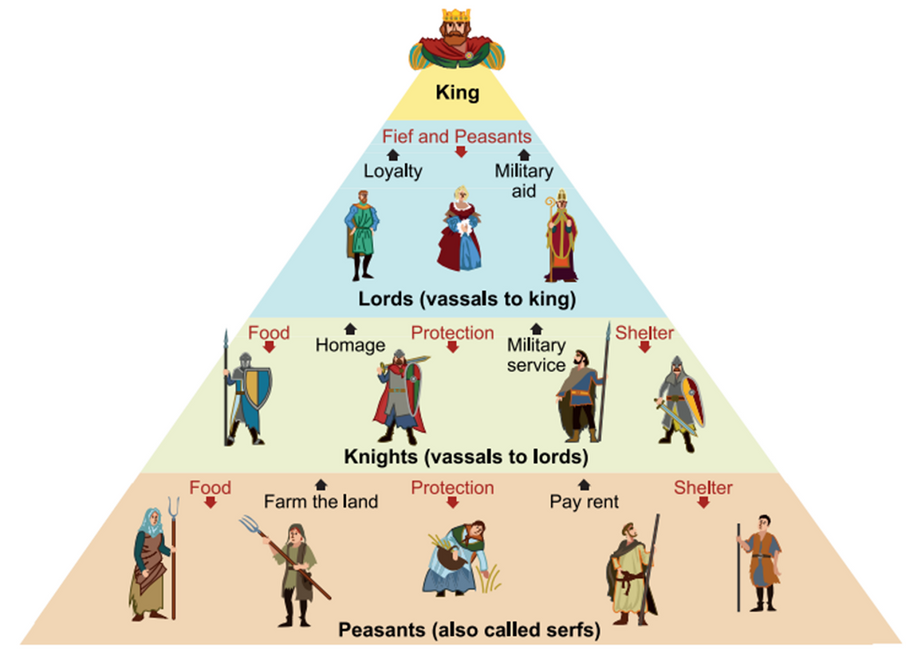 King
Fief and Peasants
Loyalty
Military
aid
Lords (vassals to king)
Food
Homage
Protection
Military
service
Shelter
Knights (vassals to lords)
Food
Farm the land
Protection
Pay rent
Shelter
Peasants (also called serfs)